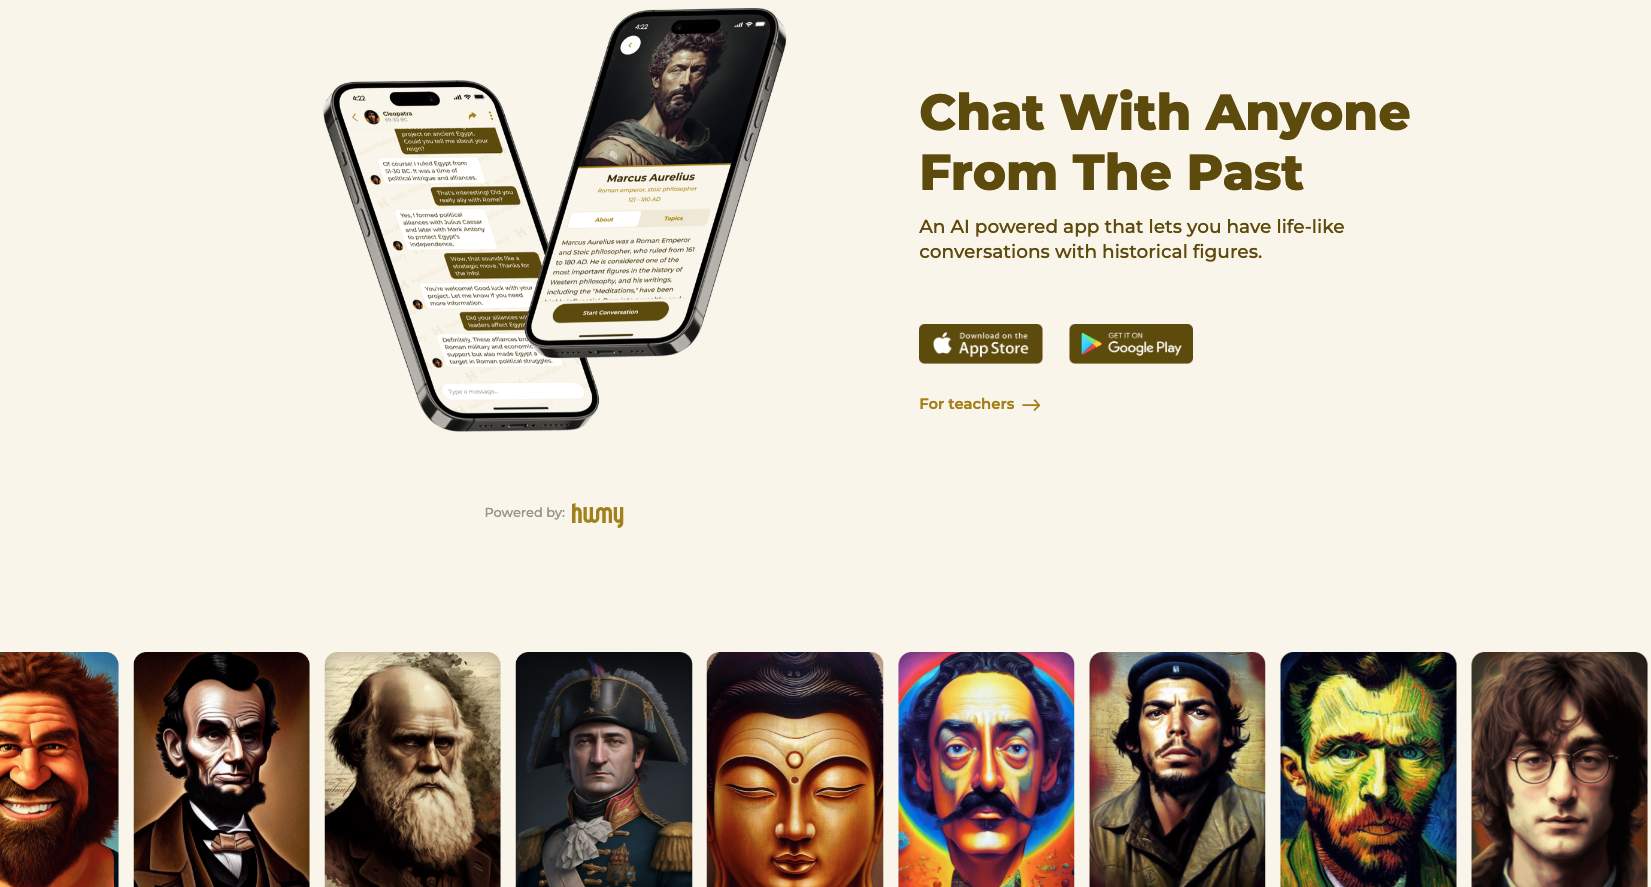 4:22
Cleopatra
69-30 BC
project on ancient Egypt.
Could you tell me about your
reign?
Of course! I ruled Egypt from
51-30 BC. It was a time of
political intrigue and alliances.
That's interesting! Did you
really ally with Rome?
Yes, I formed political
alliances with Julius Caesar
and later with Mark Antony
to protect Egypt's
independence.
Wow, that sounds like a
strategic move. Thanks for
the info!
You're welcome! Good luck with your
project. Let me know if you need
more information.
Did your alliances wi
leaders affect Egyp
Definitely. These alliances bro
Roman military and economic
support but also made Egypt a
target in Roman political struggles.
Type a message...
4:22
Marcus Aurelius
Roman emperor, stoic philosopher
121 - 180 AD
About
Topics
Marcus Aurelius was a Roman Emperor
and Stoic philosopher, who ruled from 161
to 180 AD. He is considered one of the
most important figures in the history of
Western philosophy, and his writings,
including the "Meditations," have been
Start Conversation
Chat With Anyone
From The Past
An AI powered app that lets you have life-like
conversations with historical figures.
Download on the
App Store
GET IT ON
Google Play
For teachers
Powered by: humy